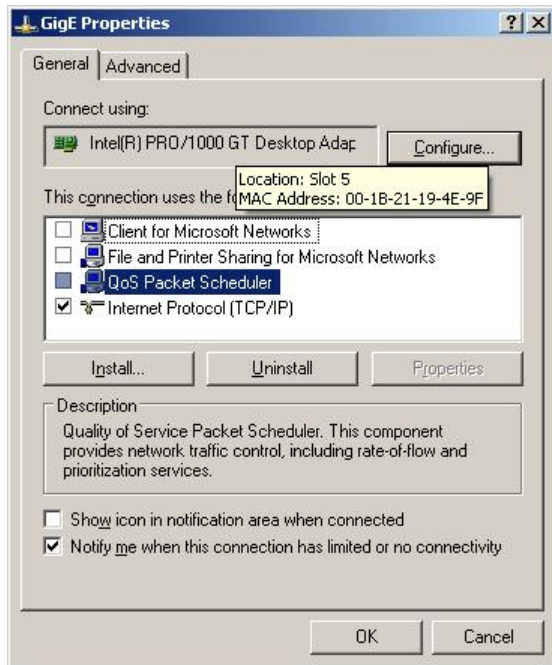 GigE Properties
General Advanced
Connect using:
Intel(R) PRO/1000 GT Desktop Adap
Configure...
Location: Slot 5
MAC Address: 00-1B-21-19-4E-9F
This connection uses the fo
Client for Microsoft Networks
File and Printer Sharing for Microsoft Networks
QoS Packet Scheduler
Internet Protocol (TCP/IP)
Install... Uninstall Properties
Description
Quality of Service Packet Scheduler. This component
provides network traffic control, including rate-of-flow and
prioritization services.
Show icon in notification area when connected
Notify me when this connection has limited or no connectivity
OK Cancel